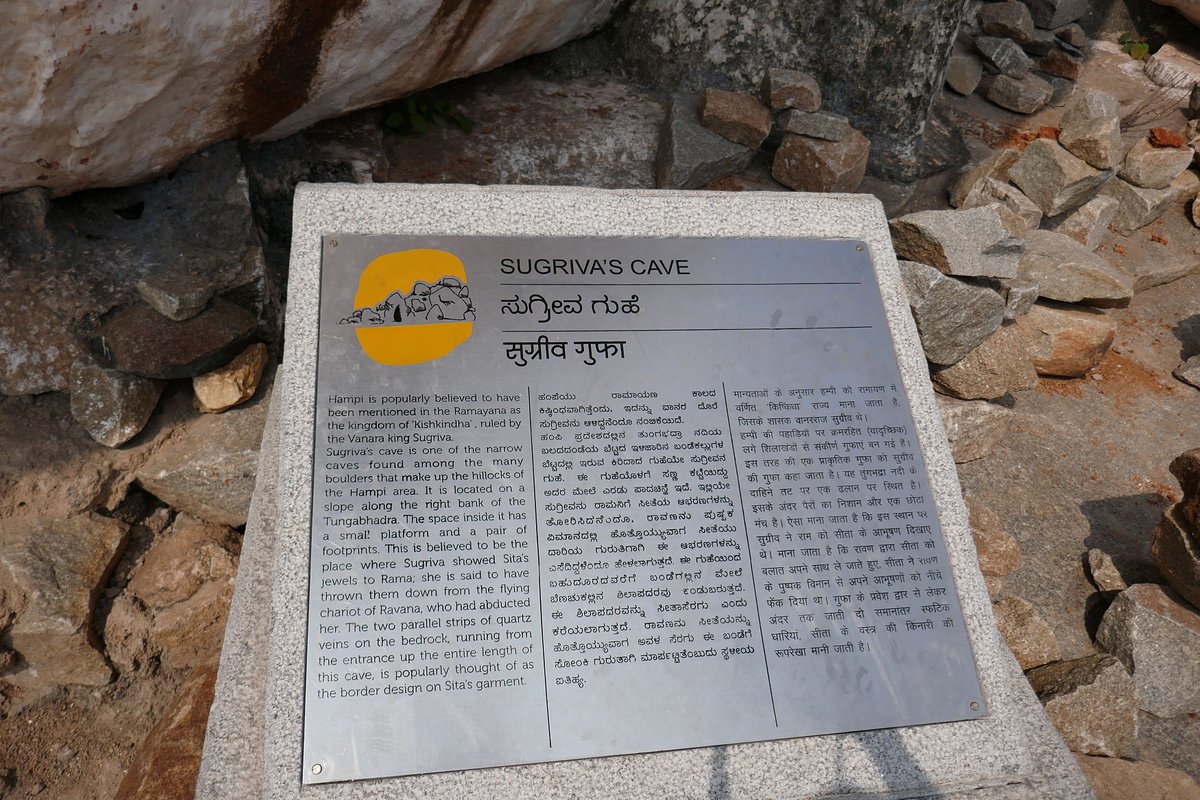 SUGRIVA'S CAVE
ಸುಗ್ರೀವ ಗುಹೆ
सुग्रीव गुफा
Hampi is popularly believed to have
been mentioned in the Ramayana as
the kingdom of 'Kishkindha' , ruled by
the Vanara king Sugriva.
Sugriva's cave is one of the narrow
caves found among the many
boulders that make up the hillocks of
the Hampi area. It is located on a
slope along the right bank of the
Tungabhadra. The space inside it has
a small platform and a pair of
footprints. This is believed to be the
place where Sugriva showed Sita's
jewels to Rama; she is said to have
thrown them down from the flying
chariot of Ravana, who had abducted
her. The two parallel strips of quartz
veins on the bedrock, running from
the entrance up the entire length of
this cave, is popularly thought of as
the border design on Sita's garment.
ಹಂಪೆಯು ರಾಮಾಯಣ ಕಾಲದ
ಕಿಷ್ಕಿಂಧವಾಗಿತ್ತೆಂದು, ಇದನ್ನು ವಾನರ ದೊರೆ
ಸುಗ್ರೀವನು ಆಳಿದ್ದನೆಂದೂ ನಂಬಿಕೆಯಿದೆ.
ಹಂಪಿ ಪ್ರದೇಶದಲ್ಲಿನ ತುಂಗಭದ್ರಾ ನದಿಯ
ಬಲದಂಡೆಯ ಬೆಟ್ಟದ ಇಳಿಜಾರಿನ ಬಂಡೆಕಲ್ಲುಗಳ
ಬೆಟ್ಟದಲ್ಲಿ ಇರುವ ಕಿರಿದಾದ ಗುಹೆಯೇ ಸುಗ್ರೀವನ
ಗುಹೆ. ಈ ಗುಹೆಯೊಳಗೆ ಸಣ್ಣ ಕಟ್ಟೆಯಿದ್ದು
ಅದರ ಮೇಲೆ ಎರಡು ಪಾದಚಿಹ್ನೆ ಇದೆ. ಇಲ್ಲಿಯೇ
ಸುಗ್ರೀವನು ರಾಮನಿಗೆ ಸೀತೆಯ ಆಭರಣಗಳನ್ನು
ತೋರಿಸಿದನೆಂದೂ, ರಾವಣನು ಪುಷ್ಪಕ
ವಿಮಾನದಲ್ಲಿ ಹೊತ್ತೊಯ್ಯುವಾಗ ಸೀತೆಯು
ದಾರಿಯ ಗುರುತಿಗಾಗಿ ಈ ಆಭರಣಗಳನ್ನು
ಎಸೆದಿದ್ದಳೆಂದೂ ಹೇಳಲಾಗುತ್ತದೆ. ಈ ಗುಹೆಯಿಂದ
ಬಹುದೂರದವರೆಗೆ ಬಂಡೆಗಲ್ಲಿನ ಮೇಲೆ
ಬೆಣಚುಕಲ್ಲಿನ ಶಿಲಾಪದರವು ಕಂಡುಬರುತ್ತದೆ.
ಈ ಶಿಲಾಪದರವನ್ನು ಸೀತಾಸೆರಗು ಎಂದು
ಕರೆಯಲಾಗುತ್ತದೆ. ರಾವಣನು ಸೀತೆಯನ್ನು
ಹೊತ್ತೊಯ್ಯುವಾಗ ಅವಳ ಸೆರಗು ಈ ಬಂಡೆಗೆ
ಸೋಂಕಿ ಗುರುತಾಗಿ ಮಾರ್ಪಟ್ಟಿತೆಂಬುದು ಸ್ಥಳೀಯ
ಐತಿಹ್ಯ.
मान्यताओं के अनुसार हम्पी को रामायण में
वर्णित 'किष्किंधा' राज्य माना जाता है,
जिसके शासक वानरराज सुग्रीव थे।
हम्पी की पहाड़ियों पर क्रमरहित (यादृच्छिक)
लगे शिलाखंडों से संकीर्ण गुफाएं बन गई हैं।
इस तरह की एक प्राकृतिक गुफा को सुग्रीव
की गुफा कहा जाता है। यह तुंगभद्रा नदी के
दाहिने तट पर एक ढलान पर स्थित है।
इसके अंदर पैरों का निशान और एक छोटा
मंच है। ऐसा माना जाता है कि इस स्थान पर
सुग्रीव ने राम को सीता के आभूषण दिखाए
थे। माना जाता है कि रावण द्वारा सीता को
बलात अपने साथ ले जाते हुए, सीता ने रावण
के पुष्पक विमान से अपने आभूषणों को नीचे
फेंक दिया था। गुफा के प्रवेश द्वार से लेकर
अंदर तक जाती दो समानांतर स्फटिक
धारियां, सीता के वस्त्र की किनारी की
रूपरेखा मानी जाती है।